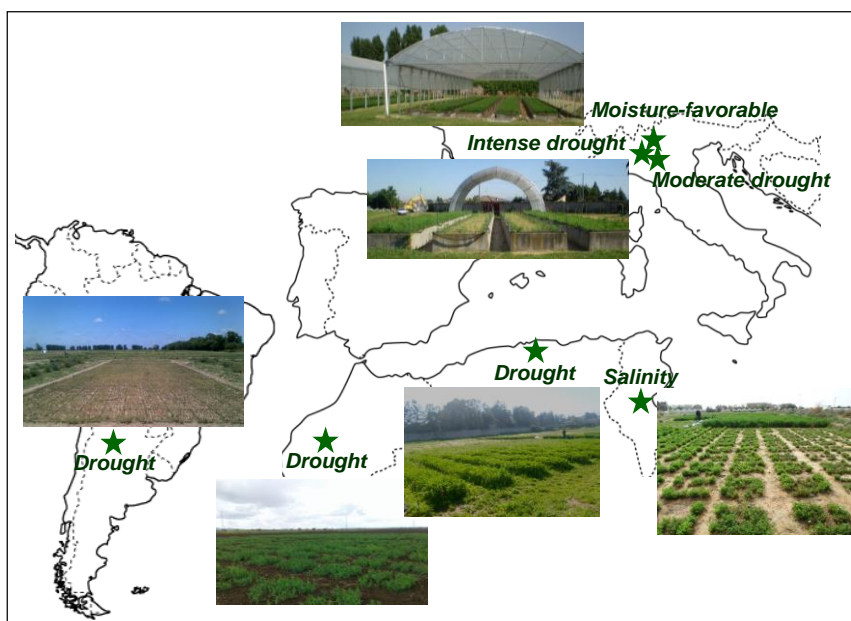 Moisture-favorable
Intense drought
Moderate drought
Drought
Salinity
Drought
Drought